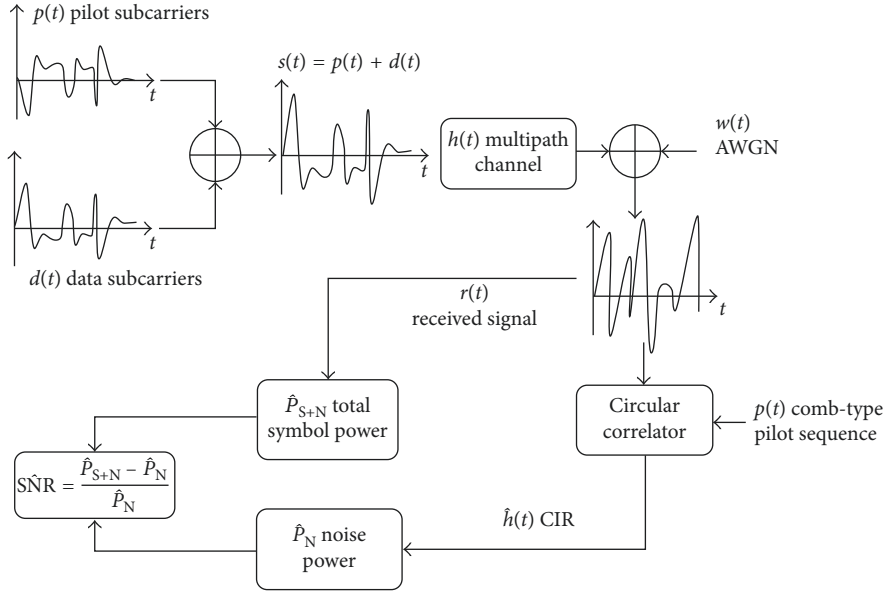 p(t) pilot subcarriers
t
d(t) data subcarriers
t
s(t) = p(t) + d(t)
t
h(t) multipath
channel
w(t)
AWGN
t
r(t)
received signal
P̂S+N total
symbol power
Circular
correlator
p(t) comb-type
pilot sequence
SN̂R = P̂S+N − P̂N
P̂N
P̂N noise
power
ĥ(t) CIR